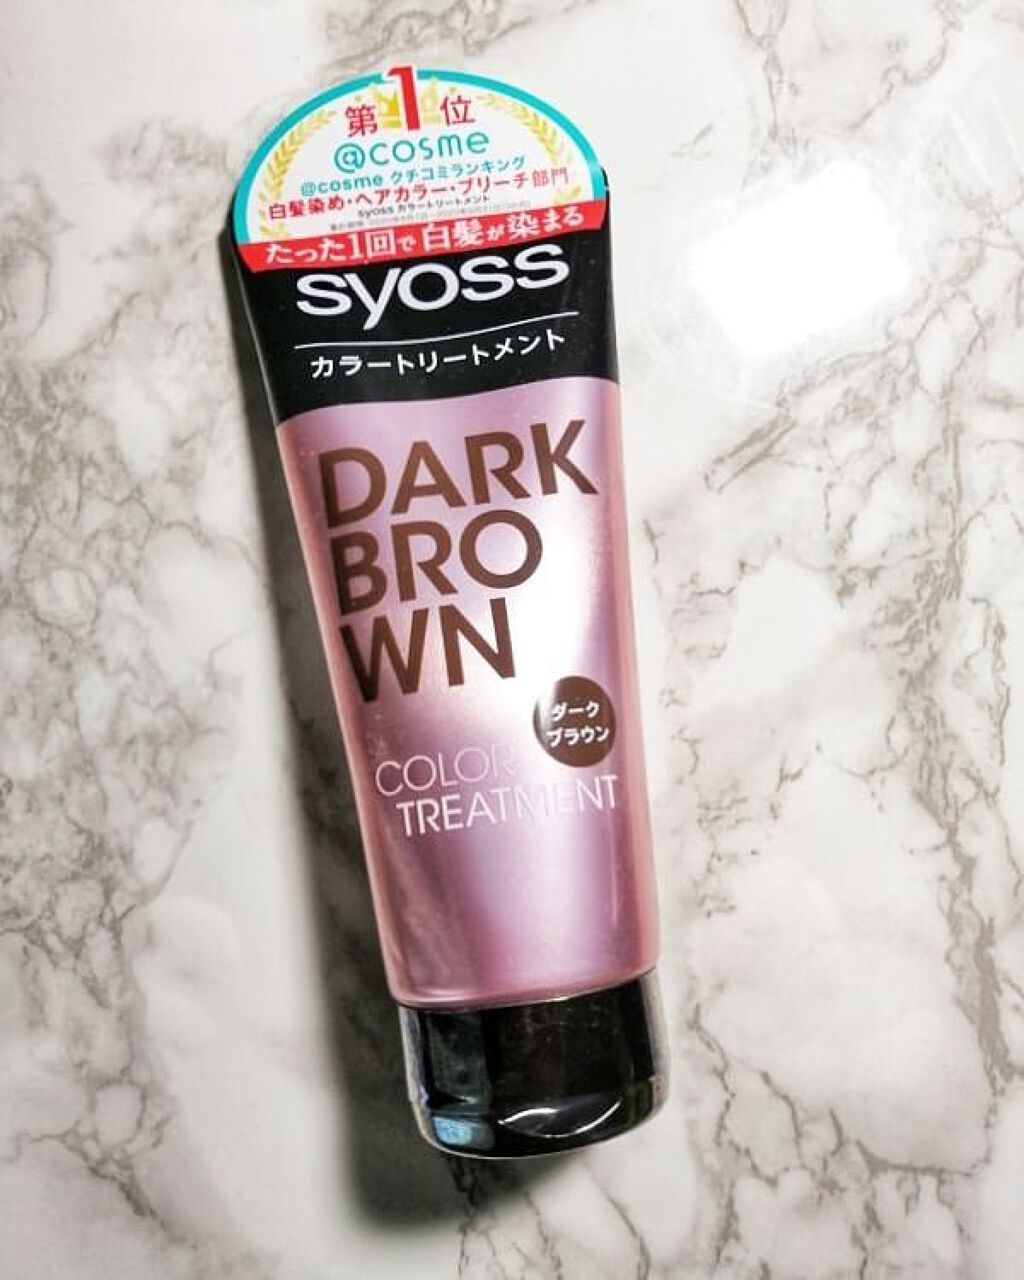 第1位
@cosme
@cosme クチコミランキング
白髪染め・ヘアカラー・ブリーチ部門
syoss カラートリートメント
たった1回で白髪が染まる
syoss
カラートリートメント
DARK
BRO
WN
ダーク
ブラウン
COLOR
TREATMENT